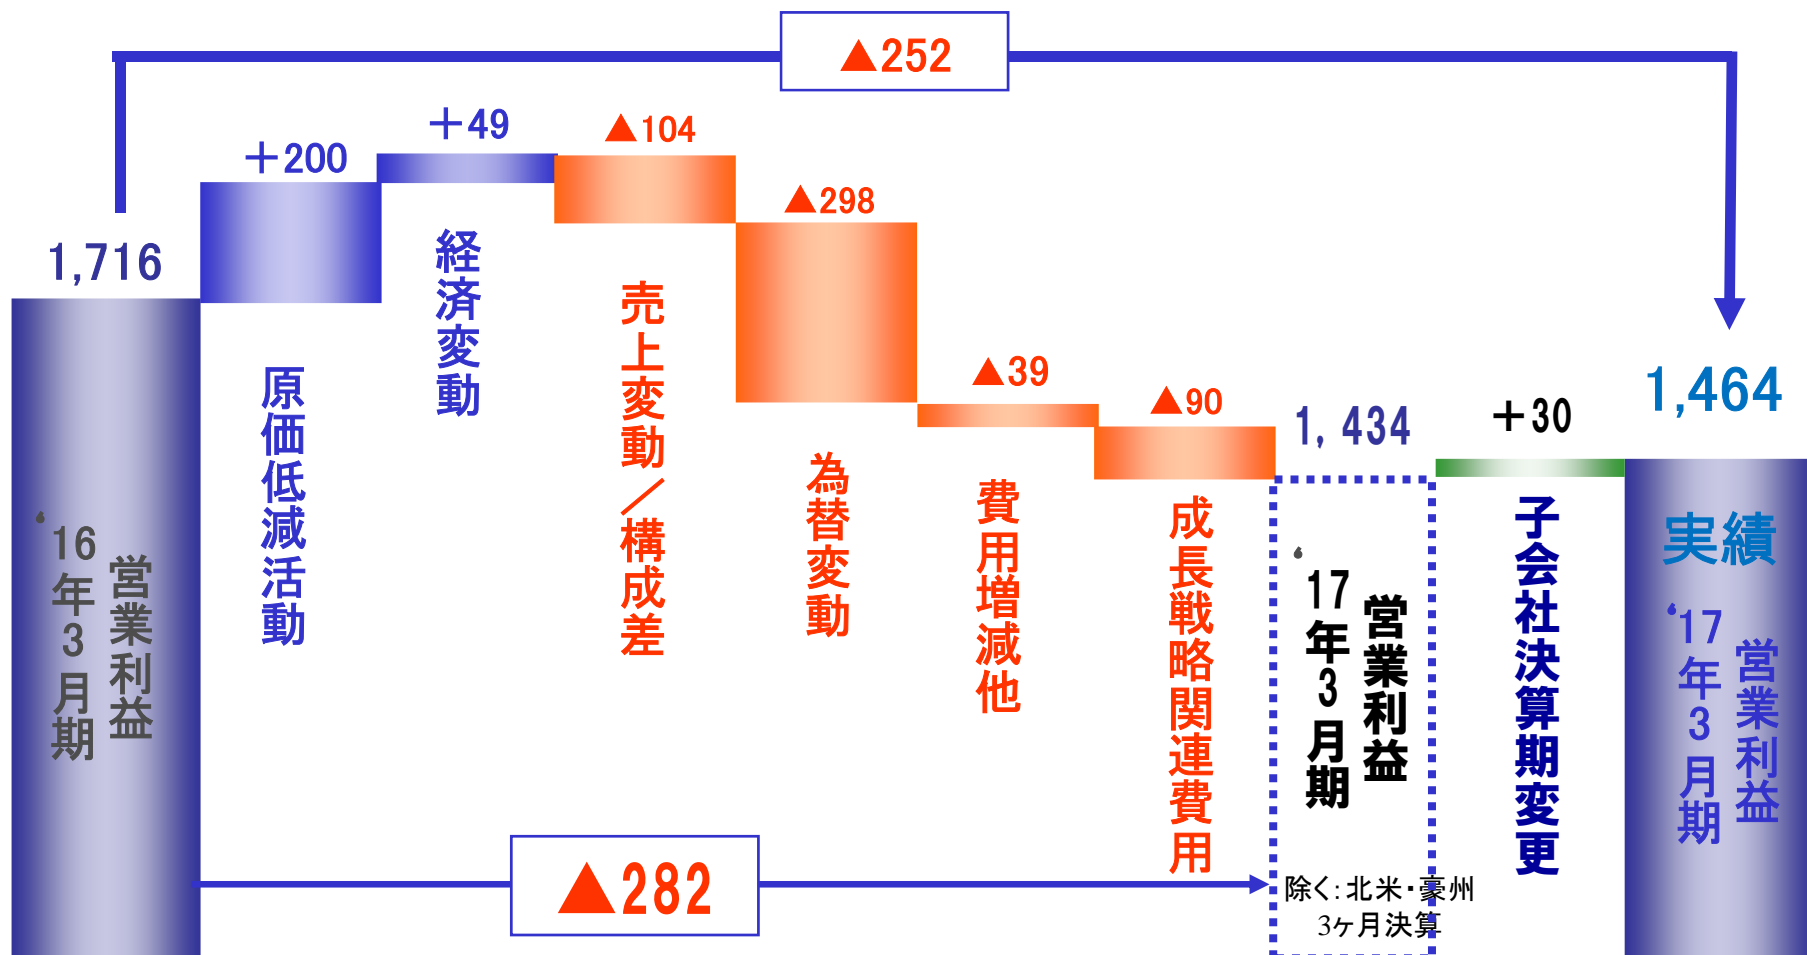 ▲252
1,716
'16年3月期
営業利益
+200
原価低減活動
+49
経済変動
▲104
売上変動/構成差
▲298
為替変動
▲39
費用増減他
▲90
成長戦略関連費用
1,434
'17年3月期
営業利益
除く:北米・豪州
3ヶ月決算
+30
子会社決算期変更
1,464
実績
'17年3月期
営業利益
▲282